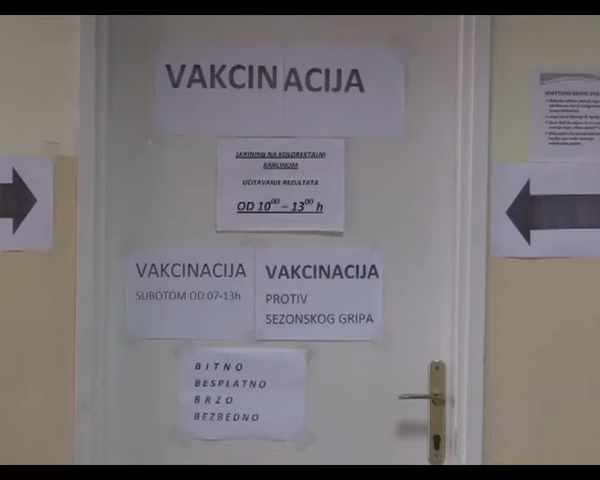 VAKCINACIJA
SKRINING NA KOLOREKTALNI
KARCINOM
OČITAVANJE REZULTATA
OD 10⁰⁰ – 13⁰⁰ h
VAKCINACIJA
SUBOTOM OD 07-13h
VAKCINACIJA
PROTIV
SEZONSKOG GRIPA
BITNO
BESPLATNO
BRZO
BEZBEDNO